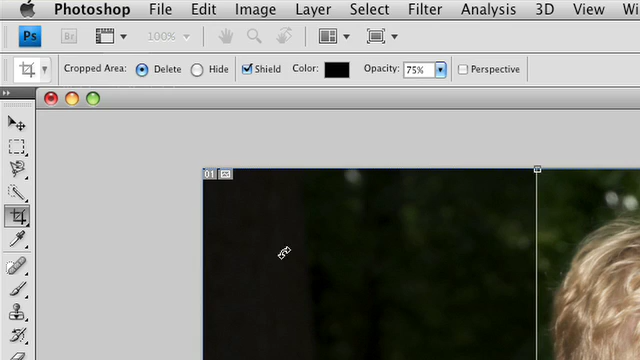 Photoshop File Edit Image Layer Select Filter Analysis 3D View Wi
Ps Br 100%
Cropped Area: Delete Hide Shield Color: Opacity: 75% Perspective
01